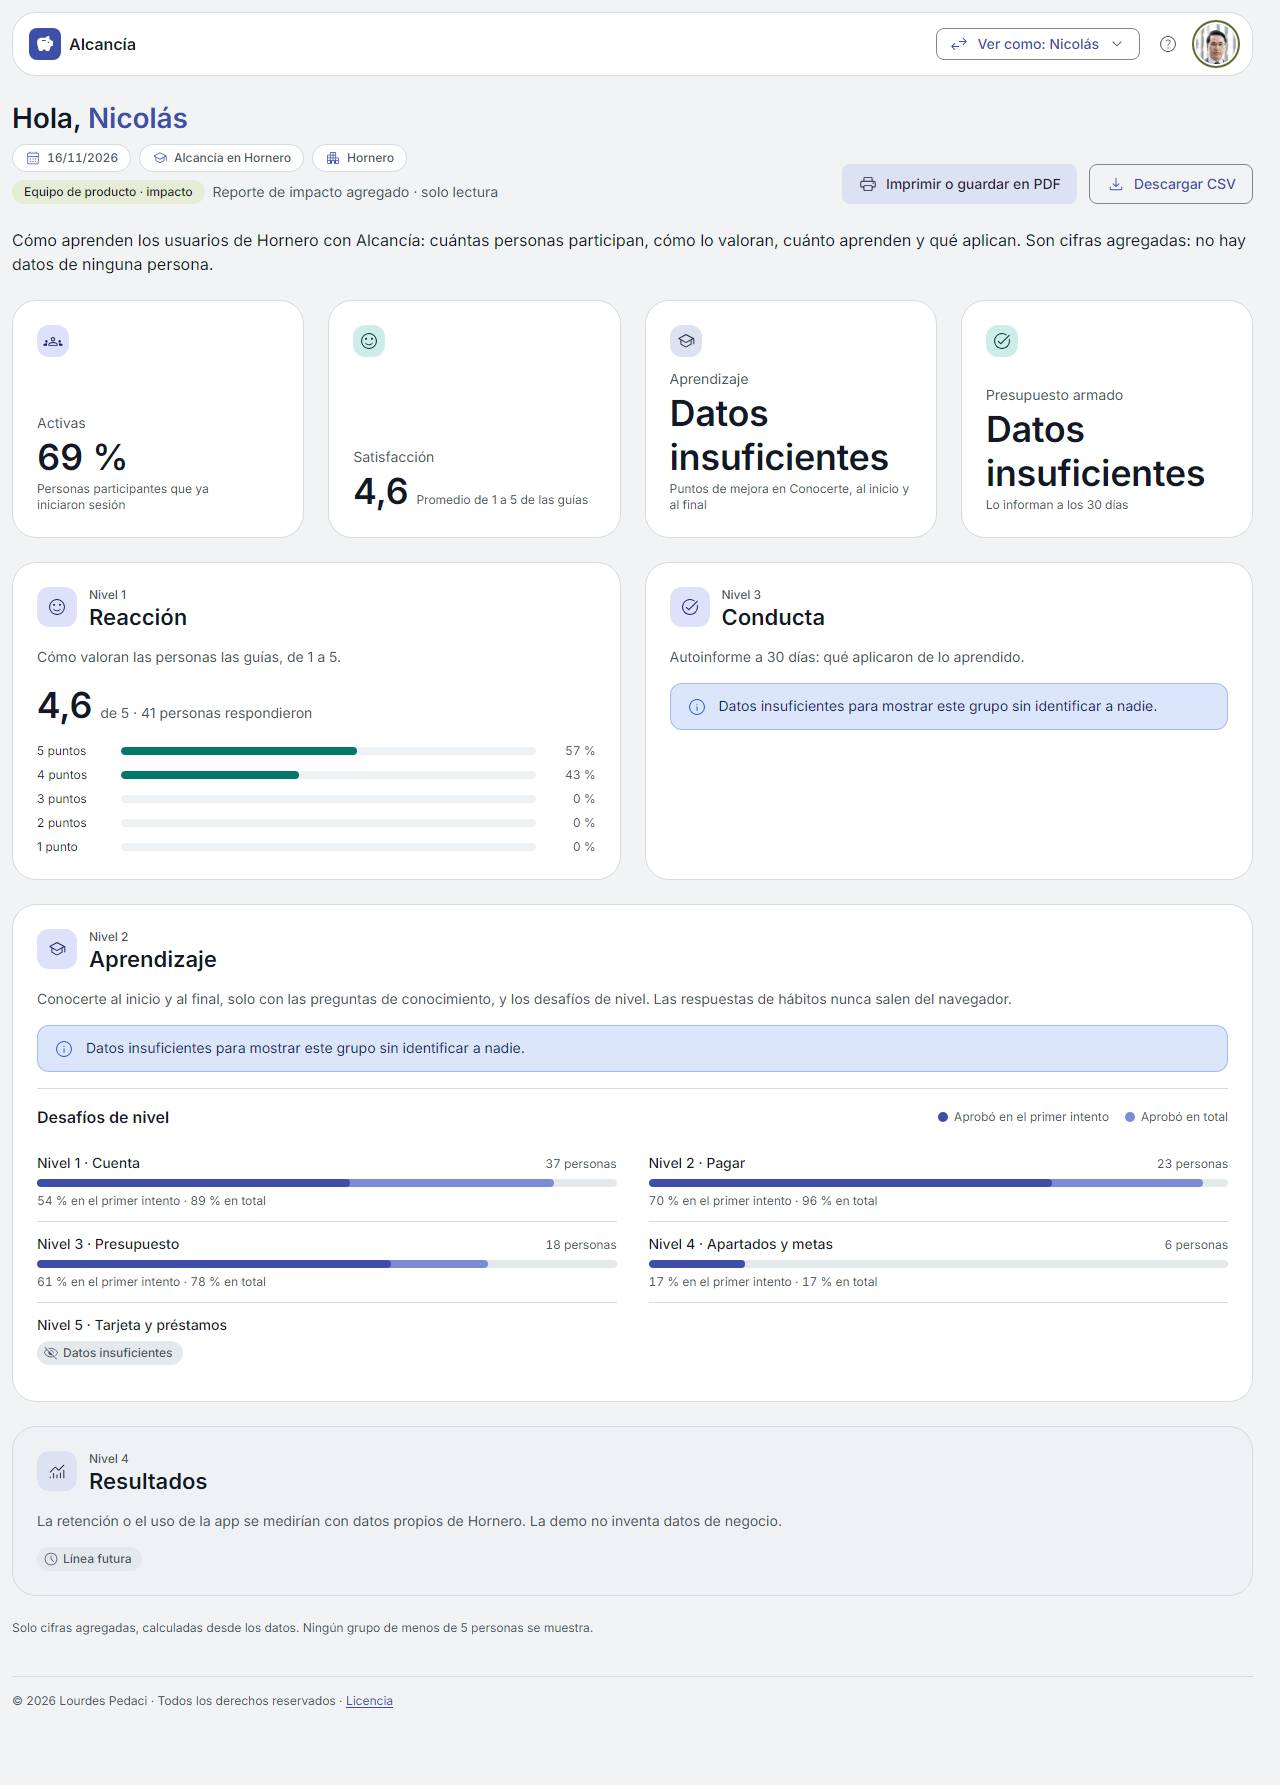 Alcancía
Ver como: Nicolás
Hola, Nicolás
16/11/2026
Alcancía en Hornero
Hornero
Equipo de producto · impacto
Reporte de impacto agregado · solo lectura
Imprimir o guardar en PDF
Descargar CSV
Cómo aprenden los usuarios de Hornero con Alcancía: cuántas personas participan, cómo lo valoran, cuánto aprenden y qué aplican. Son cifras agregadas: no hay
datos de ninguna persona.
Activas
69 %
Personas participantes que ya
iniciaron sesión
Satisfacción
4,6 Promedio de 1 a 5 de las guías
Aprendizaje
Datos
insuficientes
Puntos de mejora en Conocerte, al inicio y
al final
Presupuesto armado
Datos
insuficientes
Lo informan a los 30 días
Nivel 1
Reacción
Cómo valoran las personas las guías, de 1 a 5.
4,6 de 5 · 41 personas respondieron
5 puntos 57 %
4 puntos 43 %
3 puntos 0 %
2 puntos 0 %
1 punto 0 %
Nivel 3
Conducta
Autoinforme a 30 días: qué aplicaron de lo aprendido.
Datos insuficientes para mostrar este grupo sin identificar a nadie.
Nivel 2
Aprendizaje
Conocerte al inicio y al final, solo con las preguntas de conocimiento, y los desafíos de nivel. Las respuestas de hábitos nunca salen del navegador.
Datos insuficientes para mostrar este grupo sin identificar a nadie.
Desafíos de nivel
Aprobó en el primer intento
Aprobó en total
Nivel 1 · Cuenta 37 personas
54 % en el primer intento · 89 % en total
Nivel 2 · Pagar 23 personas
70 % en el primer intento · 96 % en total
Nivel 3 · Presupuesto 18 personas
61 % en el primer intento · 78 % en total
Nivel 4 · Apartados y metas 6 personas
17 % en el primer intento · 17 % en total
Nivel 5 · Tarjeta y préstamos
Datos insuficientes
Nivel 4
Resultados
La retención o el uso de la app se medirían con datos propios de Hornero. La demo no inventa datos de negocio.
Línea futura
Solo cifras agregadas, calculadas desde los datos. Ningún grupo de menos de 5 personas se muestra.
© 2026 Lourdes Pedaci · Todos los derechos reservados · Licencia